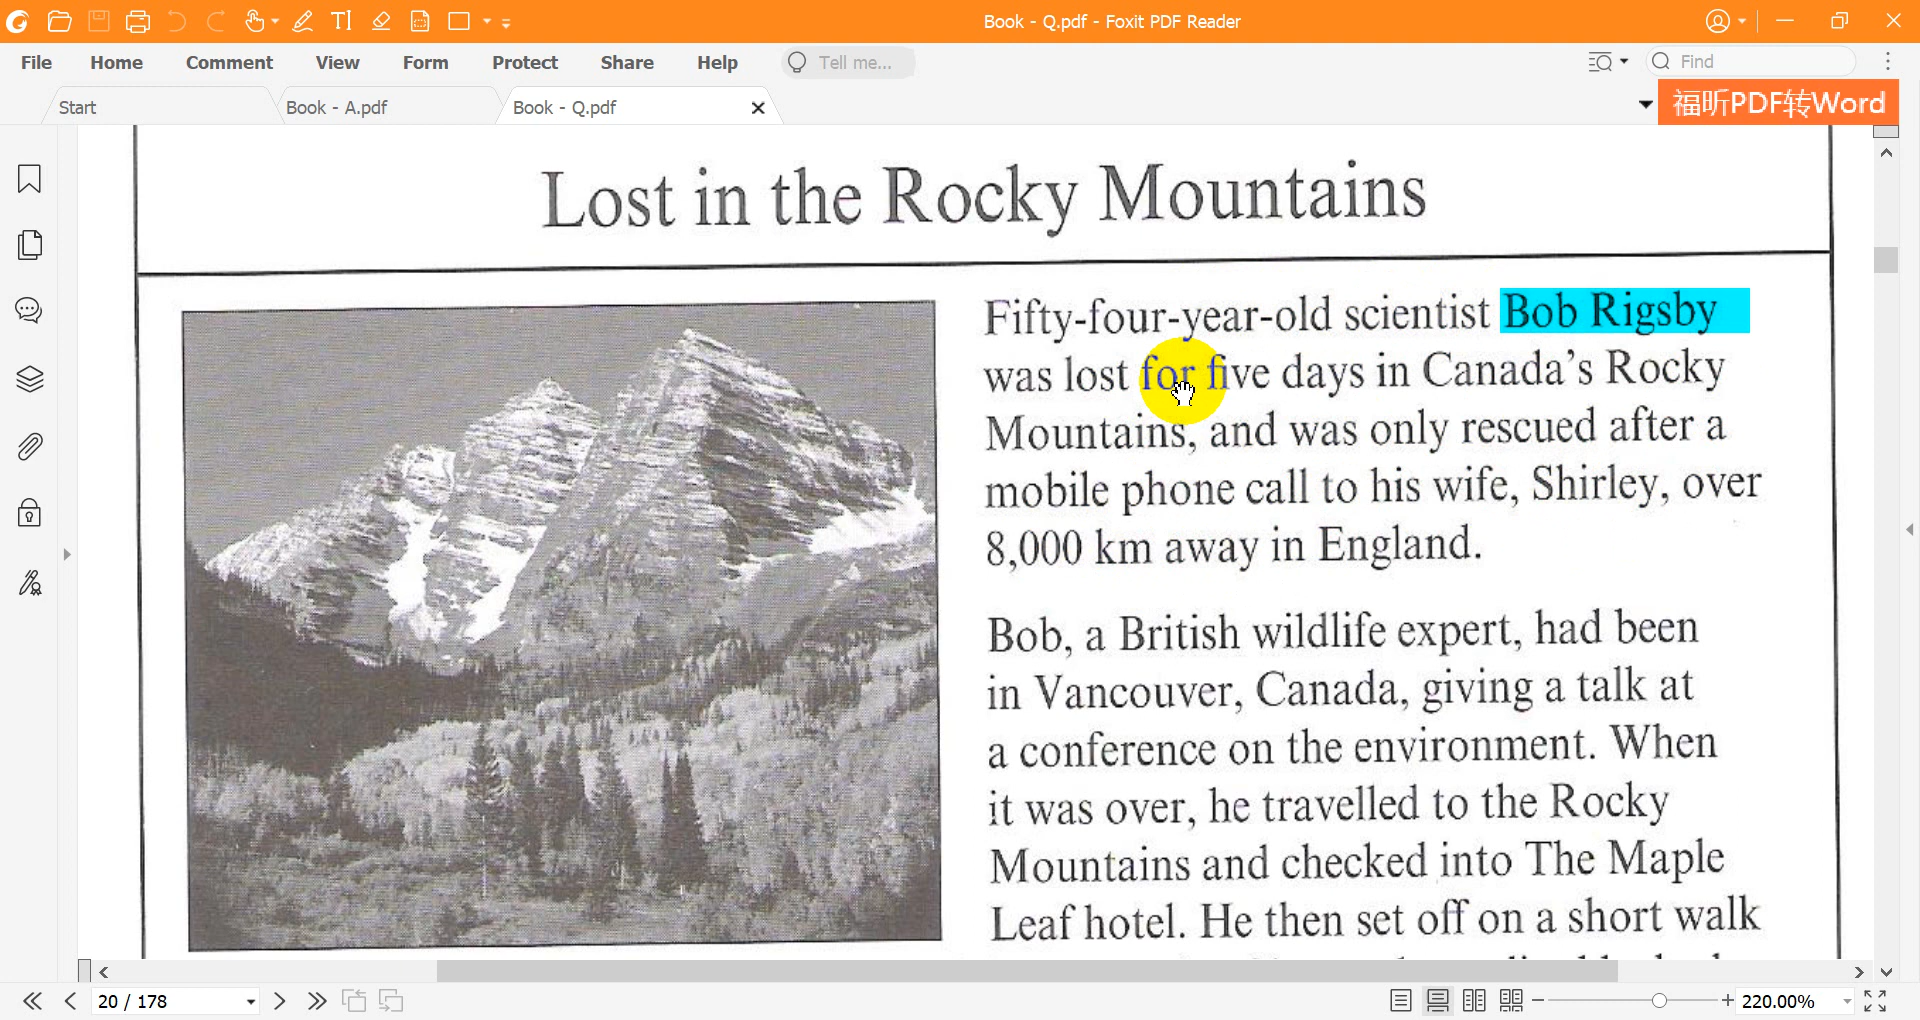 Book - Q.pdf - Foxit PDF Reader
File Home Comment View Form Protect Share Help Tell me... Find
Start Book - A.pdf Book - Q.pdf 福昕PDF转Word
Lost in the Rocky Mountains
Fifty-four-year-old scientist Bob Rigsby
was lost for five days in Canada's Rocky
Mountains, and was only rescued after a
mobile phone call to his wife, Shirley, over
8,000 km away in England.
Bob, a British wildlife expert, had been
in Vancouver, Canada, giving a talk at
a conference on the environment. When
it was over, he travelled to the Rocky
Mountains and checked into The Maple
Leaf hotel. He then set off on a short walk
20 / 178 220.00%